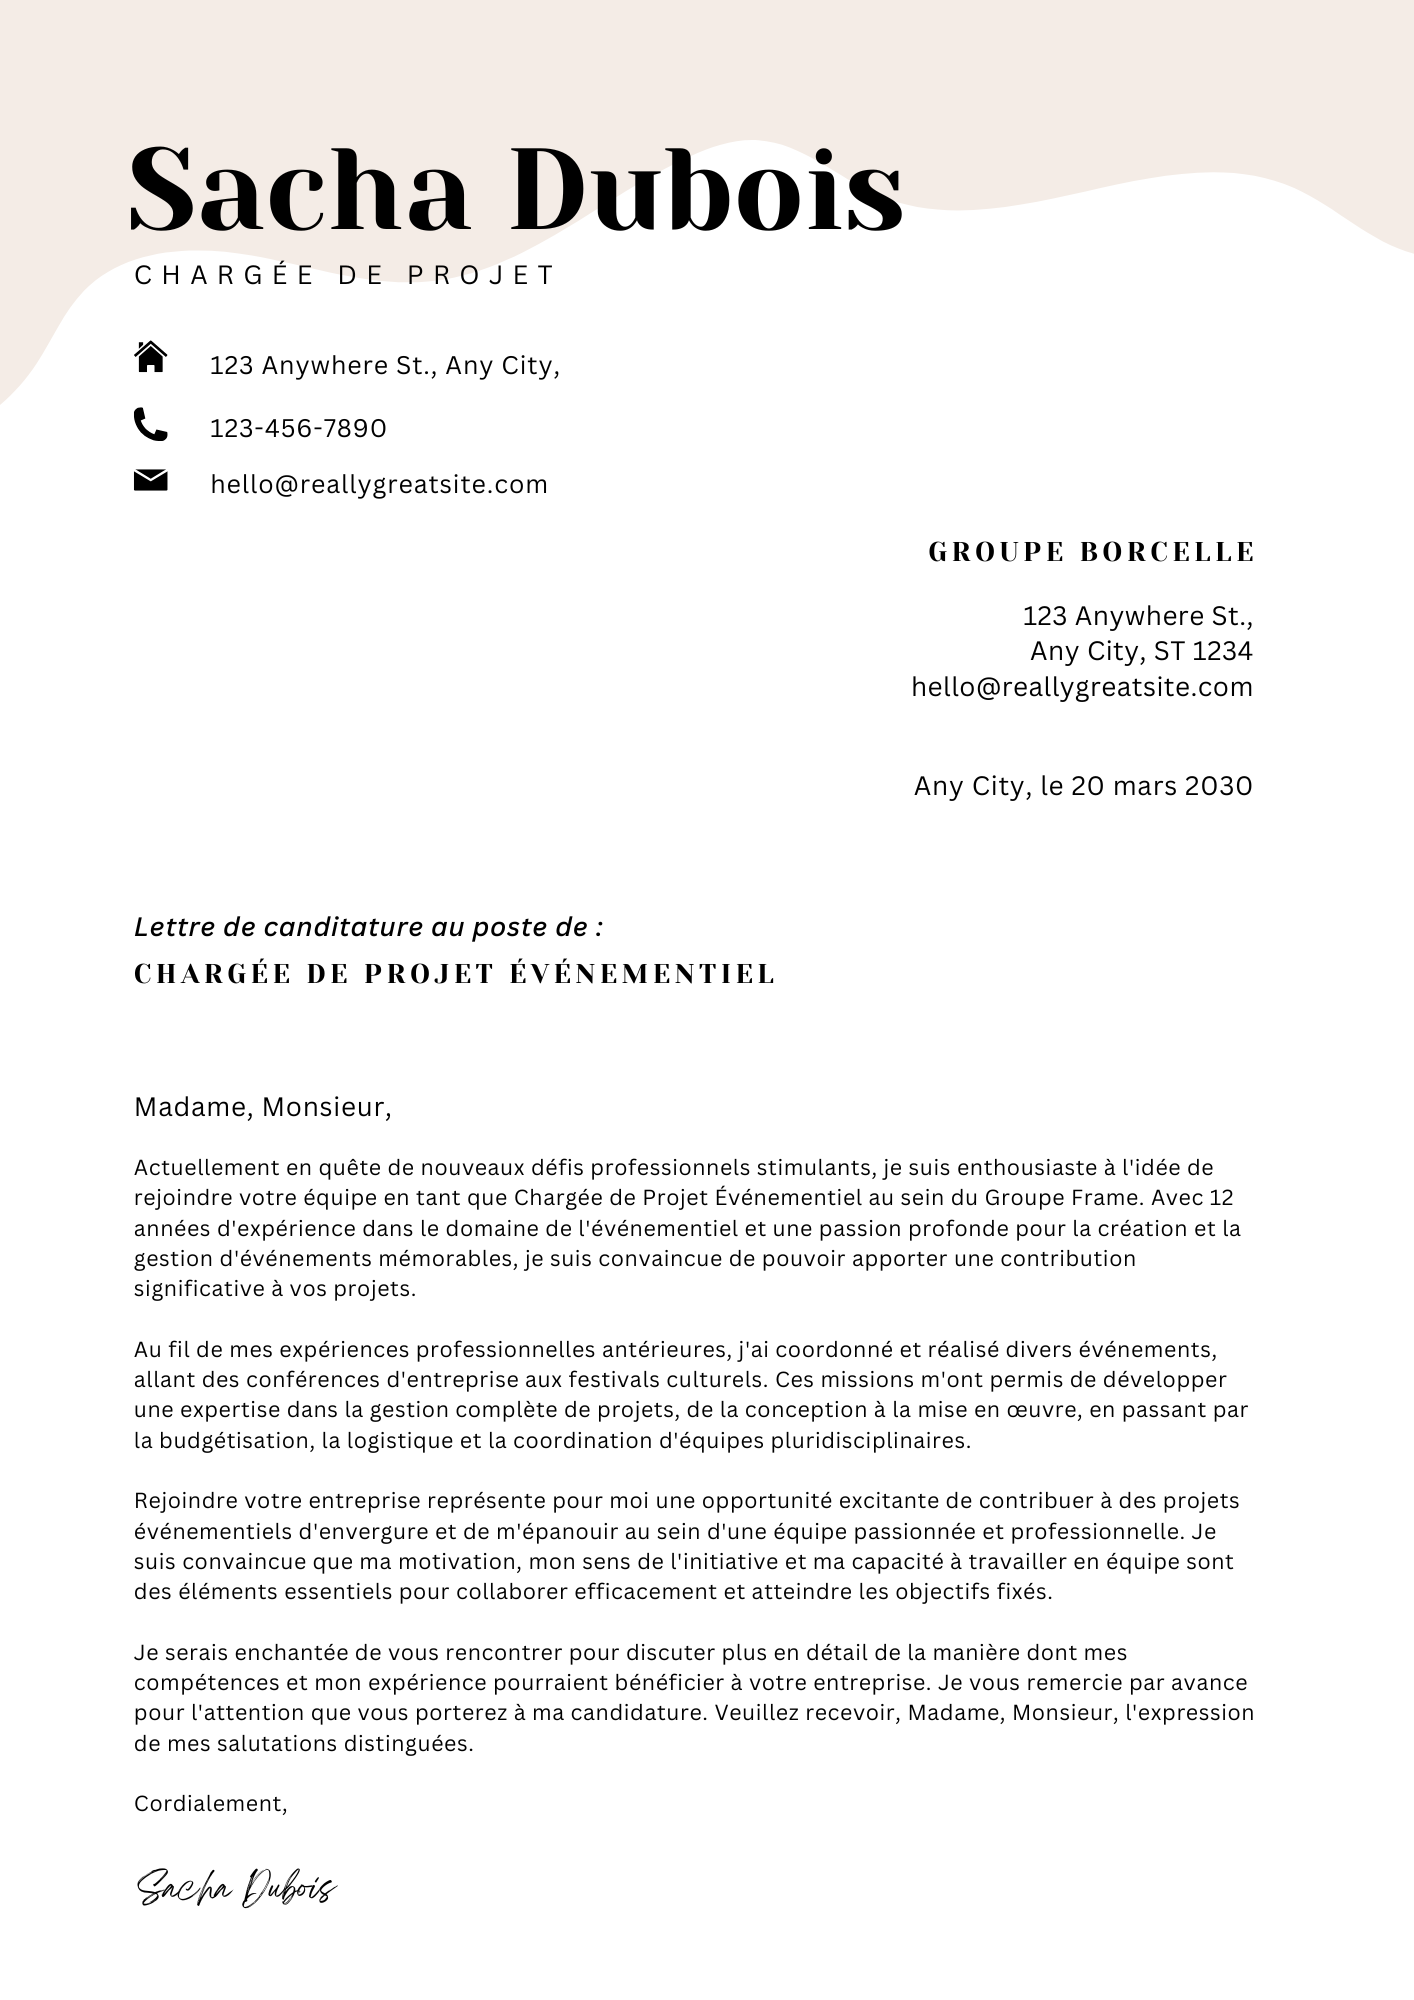 Sacha Dubois
CHARGÉE DE PROJET
123 Anywhere St., Any City,
123-456-7890
hello@reallygreatsite.com
GROUPE BORCELLE
123 Anywhere St.,
Any City, ST 1234
hello@reallygreatsite.com
Any City, le 20 mars 2030
Lettre de canditature au poste de :
CHARGÉE DE PROJET ÉVÉNEMENTIEL
Madame, Monsieur,
Actuellement en quête de nouveaux défis professionnels stimulants, je suis enthousiaste à l'idée de
rejoindre votre équipe en tant que Chargée de Projet Événementiel au sein du Groupe Frame. Avec 12
années d'expérience dans le domaine de l'événementiel et une passion profonde pour la création et la
gestion d'événements mémorables, je suis convaincue de pouvoir apporter une contribution
significative à vos projets.
Au fil de mes expériences professionnelles antérieures, j'ai coordonné et réalisé divers événements,
allant des conférences d'entreprise aux festivals culturels. Ces missions m'ont permis de développer
une expertise dans la gestion complète de projets, de la conception à la mise en œuvre, en passant par
la budgétisation, la logistique et la coordination d'équipes pluridisciplinaires.
Rejoindre votre entreprise représente pour moi une opportunité excitante de contribuer à des projets
événementiels d'envergure et de m'épanouir au sein d'une équipe passionnée et professionnelle. Je
suis convaincue que ma motivation, mon sens de l'initiative et ma capacité à travailler en équipe sont
des éléments essentiels pour collaborer efficacement et atteindre les objectifs fixés.
Je serais enchantée de vous rencontrer pour discuter plus en détail de la manière dont mes
compétences et mon expérience pourraient bénéficier à votre entreprise. Je vous remercie par avance
pour l'attention que vous porterez à ma candidature. Veuillez recevoir, Madame, Monsieur, l'expression
de mes salutations distinguées.
Cordialement,
Sacha Dubois